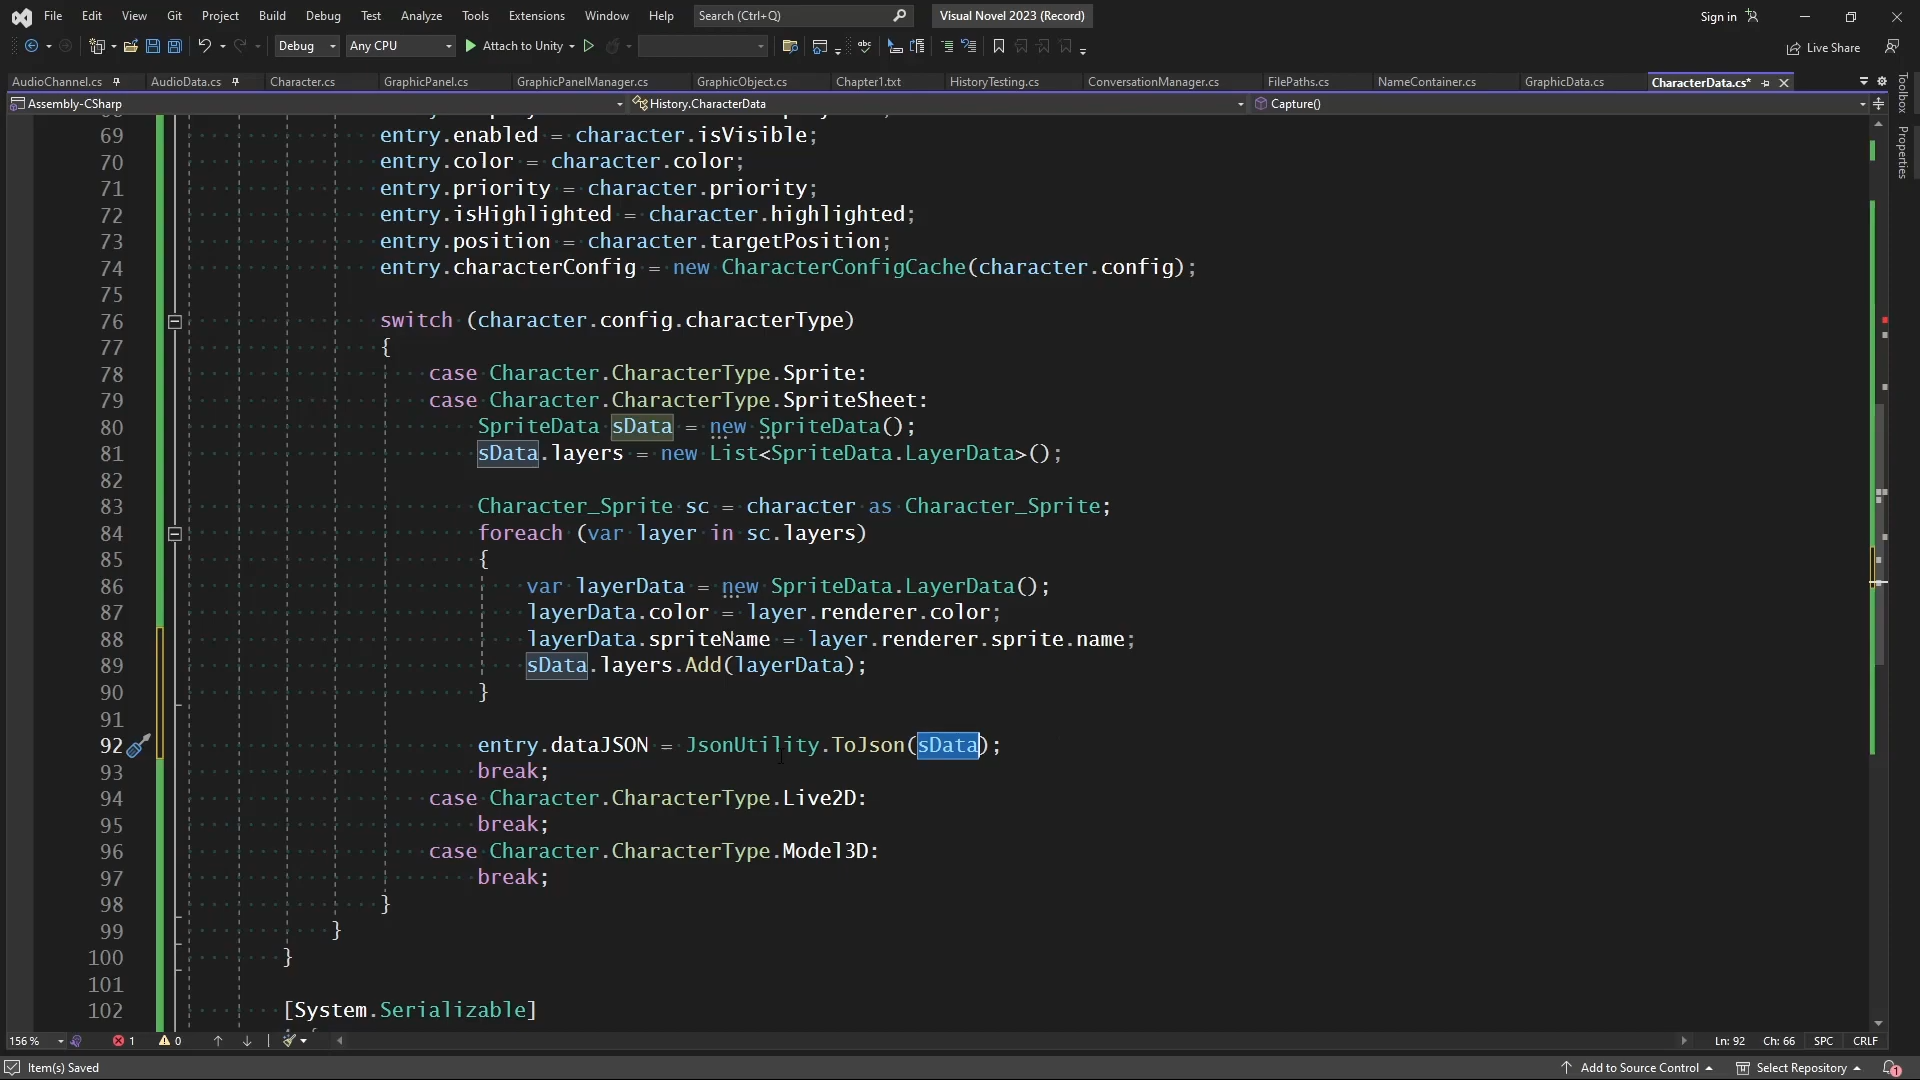 File Edit View Git Project Build Debug Test Analyze Tools Extensions Window Help Search (Ctrl+Q) Visual Novel 2023 (Record) Sign in
Debug Any CPU Attach to Unity Live Share
AudioChannel.cs AudioData.cs Character.cs GraphicPanel.cs GraphicPanelManager.cs GraphicObject.cs Chapter1.txt HistoryTesting.cs ConversationManager.cs FilePaths.cs NameContainer.cs GraphicData.cs CharacterData.cs*
Assembly-CSharp History.CharacterData Capture()
Toolbox
Properties
69 entry.enabled = character.isVisible;
70 entry.color = character.color;
71 entry.priority = character.priority;
72 entry.isHighlighted = character.highlighted;
73 entry.position = character.targetPosition;
74 entry.characterConfig = new CharacterConfigCache(character.config);
75
76 switch (character.config.characterType)
77 {
78 case Character.CharacterType.Sprite:
79 case Character.CharacterType.SpriteSheet:
80 SpriteData sData = new SpriteData();
81 sData.layers = new List<SpriteData.LayerData>();
82
83 Character_Sprite sc = character as Character_Sprite;
84 foreach (var layer in sc.layers)
85 {
86 var layerData = new SpriteData.LayerData();
87 layerData.color = layer.renderer.color;
88 layerData.spriteName = layer.renderer.sprite.name;
89 sData.layers.Add(layerData);
90 }
91
92 entry.dataJSON = JsonUtility.ToJson(sData);
93 break;
94 case Character.CharacterType.Live2D:
95 break;
96 case Character.CharacterType.Model3D:
97 break;
98 }
99 }
100 }
101
102 [System.Serializable]
156 % 1 0 Ln: 92 Ch: 66 SPC CRLF
Item(s) Saved Add to Source Control Select Repository 1